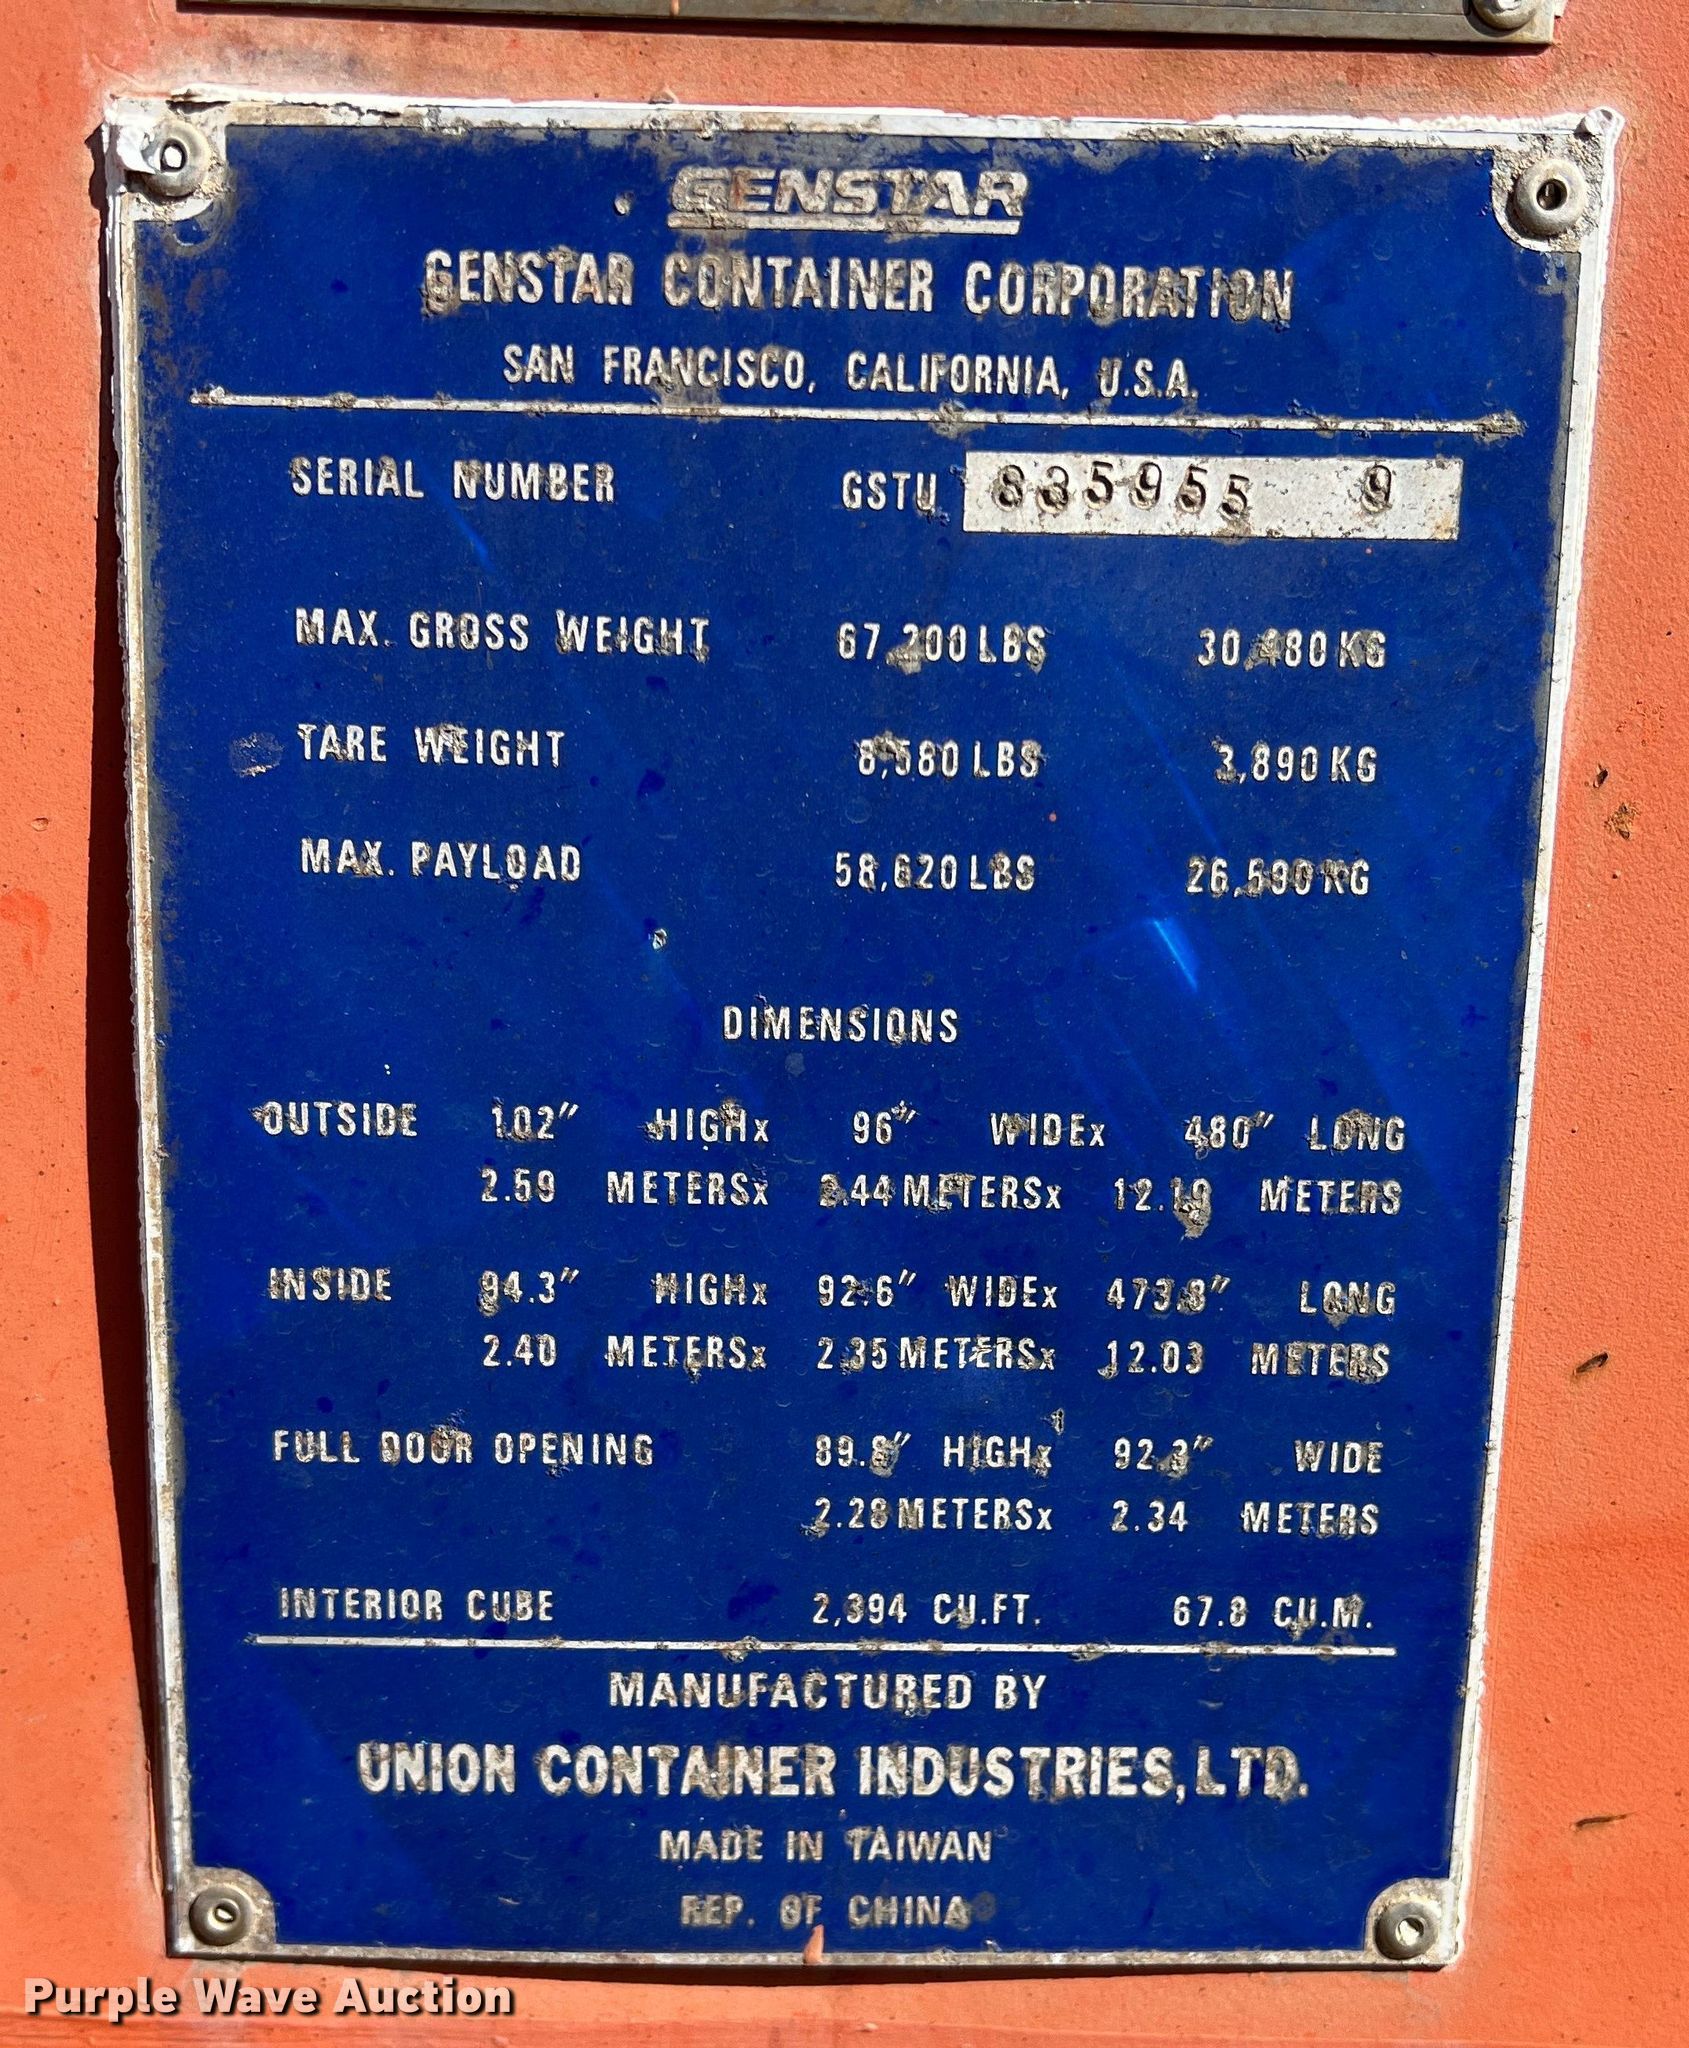 GENSTAR
GENSTAR CONTAINER CORPORATION
SAN FRANCISCO, CALIFORNIA, U.S.A.
SERIAL NUMBER GSTU 835955 9
MAX. GROSS WEIGHT 67,200 LBS 30,480 KG
TARE WEIGHT 8,580 LBS 3,890 KG
MAX. PAYLOAD 58,620 LBS 26,590 KG
DIMENSIONS
OUTSIDE 102" HIGHx 96" WIDEx 480" LONG
2.59 METERSx 2.44 METERSx 12.19 METERS
INSIDE 94.3" HIGHx 92.6" WIDEx 473.8" LONG
2.40 METERSx 2.35 METERSx 12.03 METERS
FULL DOOR OPENING 89.8" HIGHx 92.3" WIDE
2.28 METERSx 2.34 METERS
INTERIOR CUBE 2,394 CU.FT. 67.8 CU.M.
MANUFACTURED BY
UNION CONTAINER INDUSTRIES, LTD.
MADE IN TAIWAN
REP. OF CHINA
Purple Wave Auction